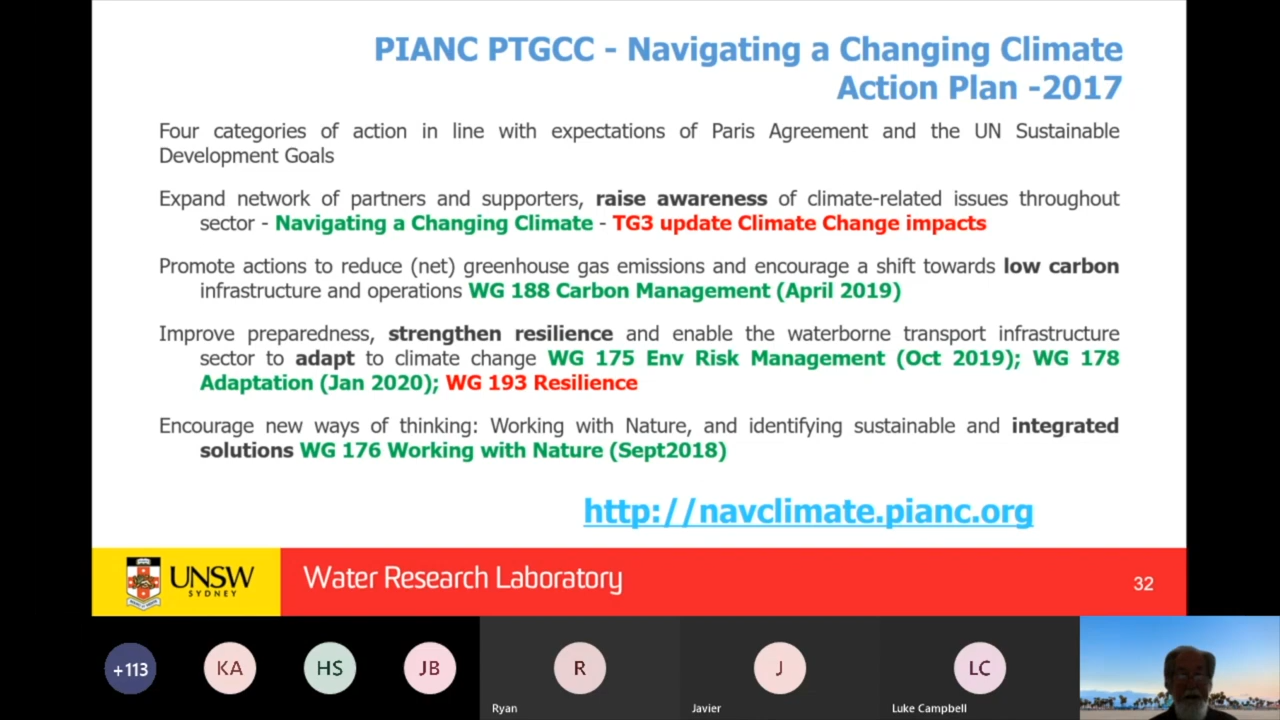 PIANC PTGCC - Navigating a Changing Climate
Action Plan -2017
Four categories of action in line with expectations of Paris Agreement and the UN Sustainable
Development Goals
Expand network of partners and supporters, raise awareness of climate-related issues throughout
sector - Navigating a Changing Climate - TG3 update Climate Change impacts
Promote actions to reduce (net) greenhouse gas emissions and encourage a shift towards low carbon
infrastructure and operations WG 188 Carbon Management (April 2019)
Improve preparedness, strengthen resilience and enable the waterborne transport infrastructure
sector to adapt to climate change WG 175 Env Risk Management (Oct 2019); WG 178
Adaptation (Jan 2020); WG 193 Resilience
Encourage new ways of thinking: Working with Nature, and identifying sustainable and integrated
solutions WG 176 Working with Nature (Sept2018)
http://navclimate.pianc.org
UNSW
SYDNEY
Water Research Laboratory
32
+113
KA
HS
JB
R
J
LC
Ryan
Javier
Luke Campbell